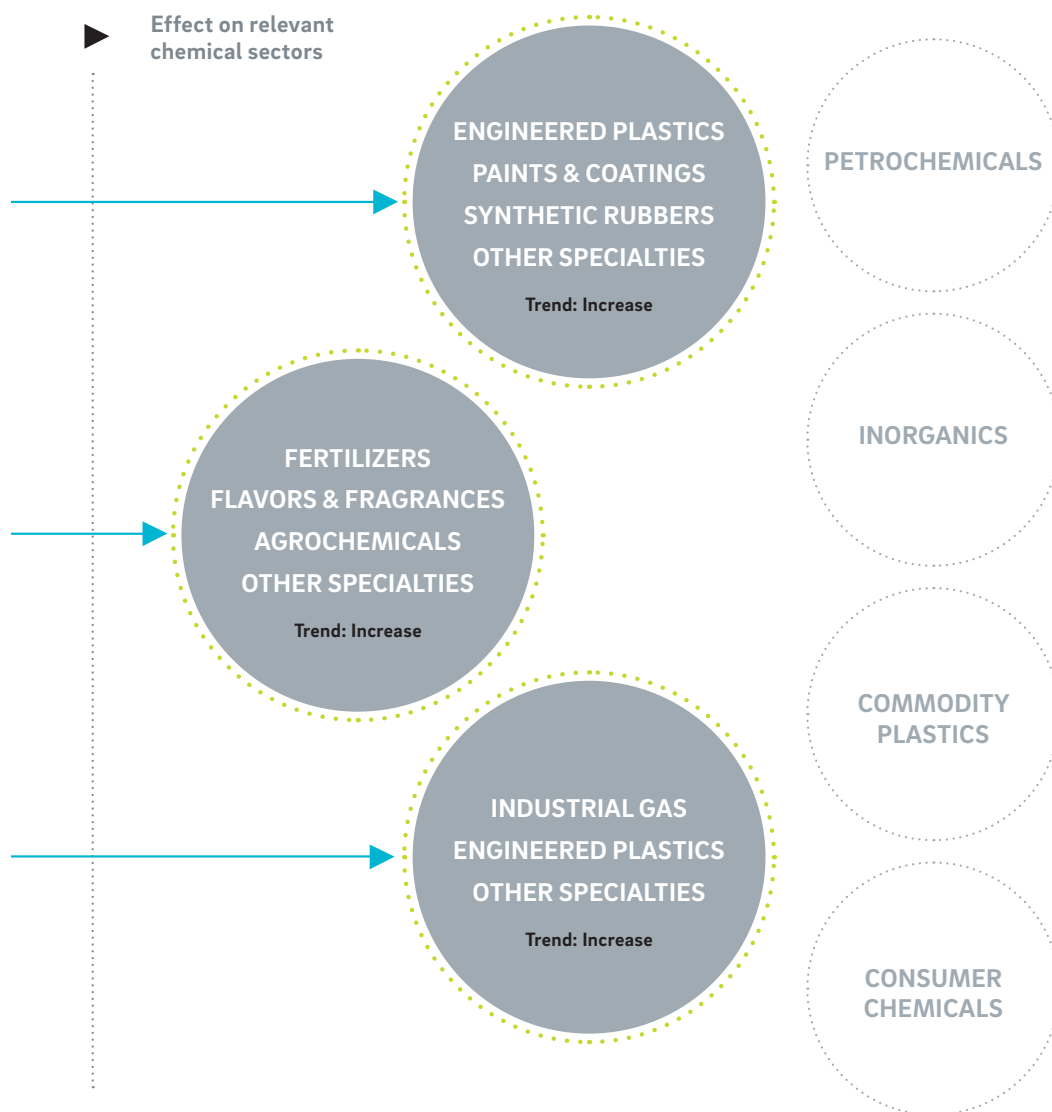 Effect on relevant
chemical sectors
ENGINEERED PLASTICS
PAINTS & COATINGS
SYNTHETIC RUBBERS
OTHER SPECIALTIES
Trend: Increase
FERTILIZERS
FLAVORS & FRAGRANCES
AGROCHEMICALS
OTHER SPECIALTIES
Trend: Increase
INDUSTRIAL GAS
ENGINEERED PLASTICS
OTHER SPECIALTIES
Trend: Increase
PETROCHEMICALS
INORGANICS
COMMODITY
PLASTICS
CONSUMER
CHEMICALS